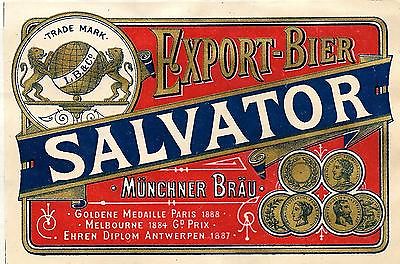 TRADE MARK
L.B.&Co.
EXPORT-BIER
SALVATOR
· MÜNCHNER BRÄU ·
· GOLDENE MEDAILLE PARIS 1888 ·
· MELBOURNE 1884 GD PRIX ·
· EHREN DIPLOM ANTWERPEN 1887 ·